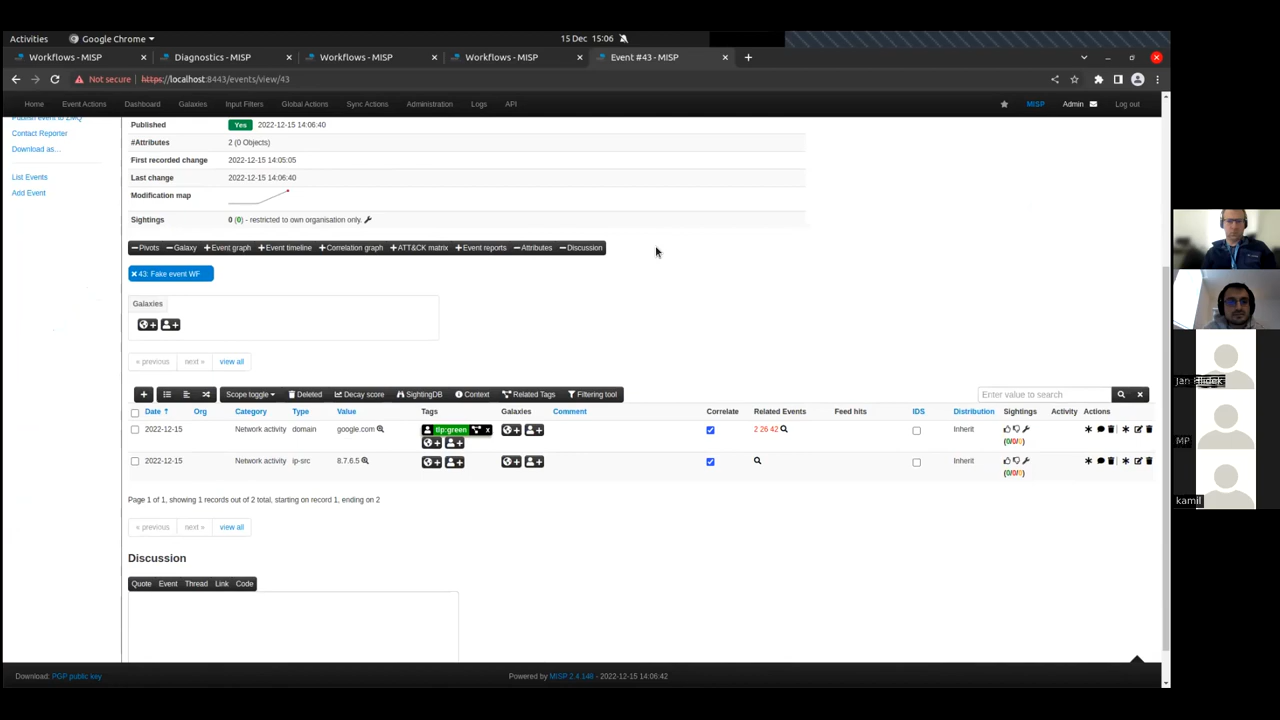 Activities Google Chrome 15 Dec 15:06
Workflows - MISP Diagnostics - MISP Workflows - MISP Workflows - MISP Event #43 - MISP
Not secure https://localhost:8443/events/view/43
Home Event Actions Dashboard Galaxies Input Filters Global Actions Sync Actions Administration Logs API MISP Admin Log out
Publish event to ZMQ
Contact Reporter
Download as...
List Events
Add Event
Published Yes 2022-12-15 14:06:40
#Attributes 2 (0 Objects)
First recorded change 2022-12-15 14:05:05
Last change 2022-12-15 14:06:40
Modification map
Sightings 0 (0) - restricted to own organisation only.
Pivots Galaxy Event graph Event timeline Correlation graph ATT&CK matrix Event reports Attributes Discussion
43: Fake event WF
Galaxies
« previous next » view all
Scope toggle Deleted Decay score SightingDB Context Related Tags Filtering tool Enter value to search
Date Org Category Type Value Tags Galaxies Comment Correlate Related Events Feed hits IDS Distribution Sightings Activity Actions
2022-12-15 Network activity domain google.com tlp:green x 2 26 42 Inherit
(0/0/0)
2022-12-15 Network activity ip-src 8.7.6.5 Inherit
(0/0/0)
Page 1 of 1, showing 1 records out of 2 total, starting on record 1, ending on 2
« previous next » view all
Discussion
Quote Event Thread Link Code
Download: PGP public key Powered by MISP 2.4.148 - 2022-12-15 14:06:42
Jan
MP
kamil